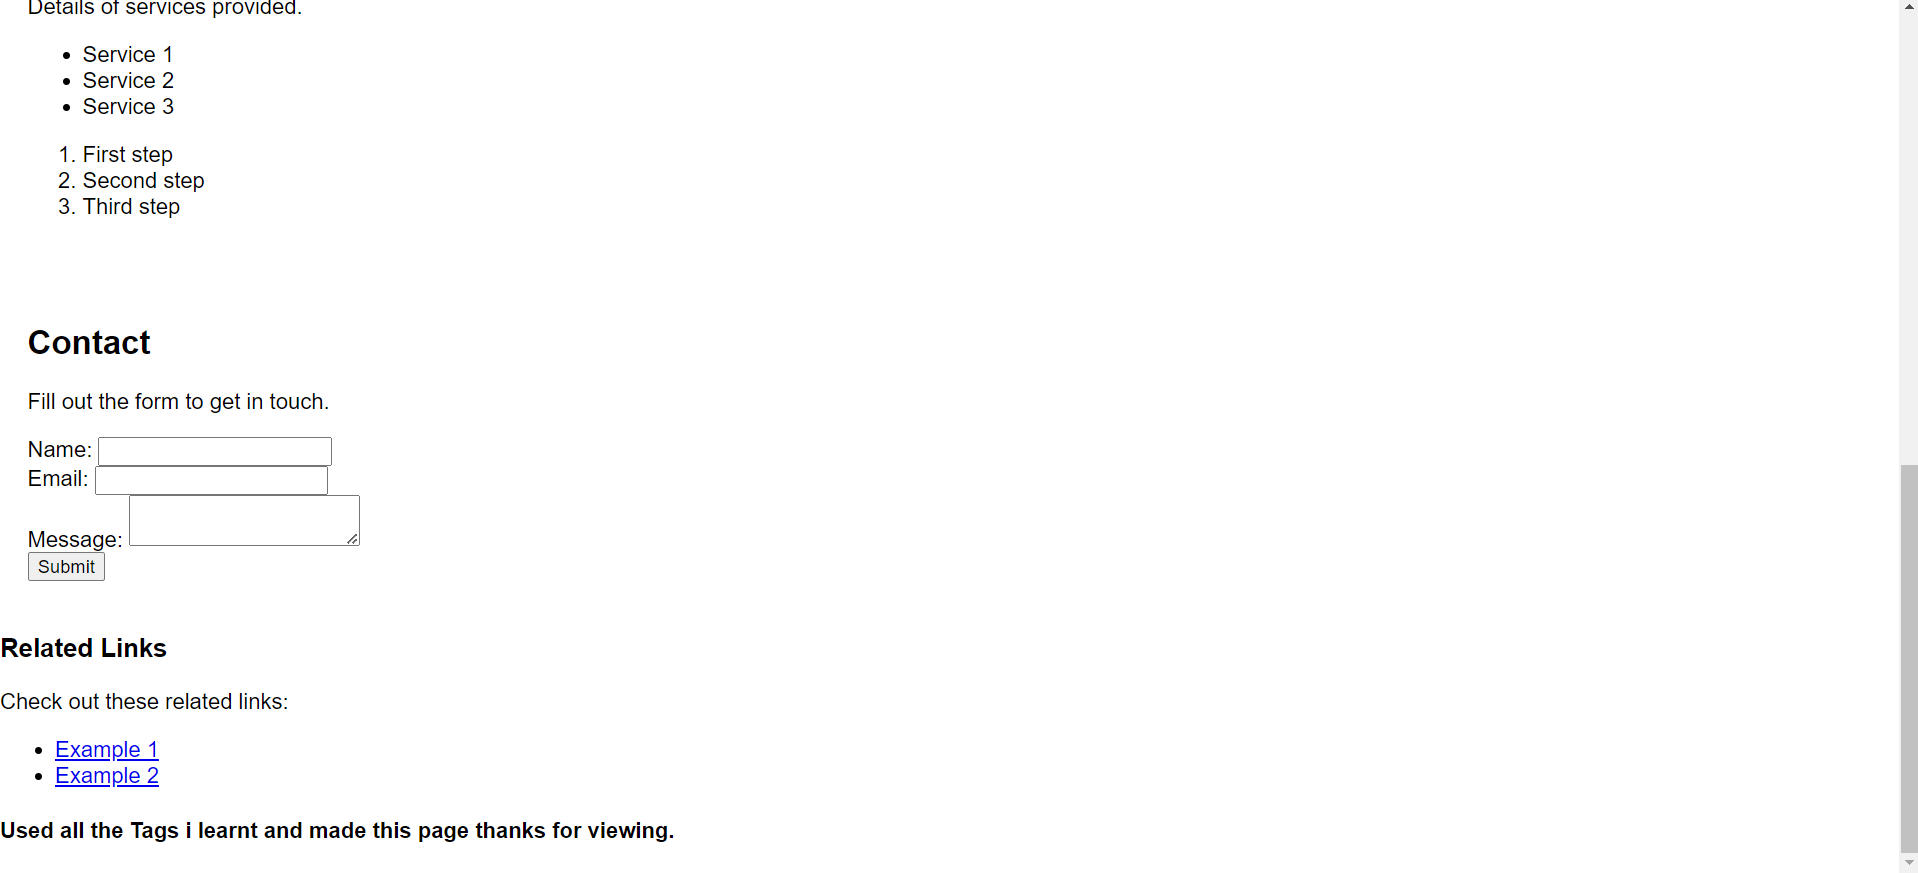 Details of services provided.
• Service 1
• Service 2
• Service 3
1. First step
2. Second step
3. Third step
Contact
Fill out the form to get in touch.
Name:
Email:
Message:
Submit
Related Links
Check out these related links:
• Example 1
• Example 2
Used all the Tags i learnt and made this page thanks for viewing.